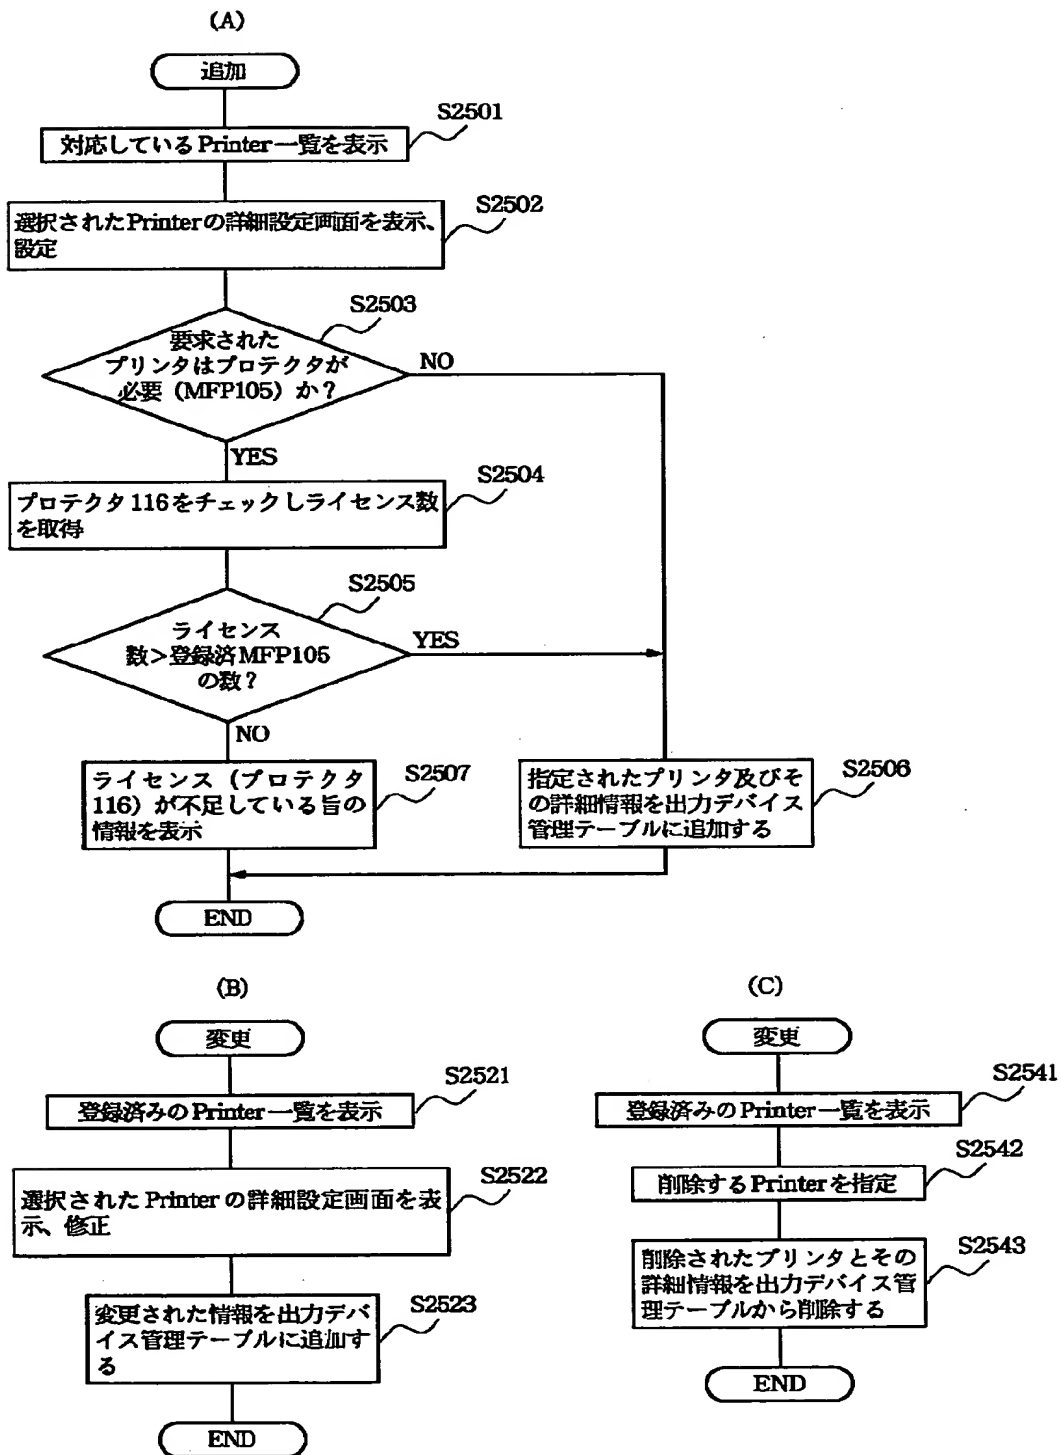 (A)
追加
S2501
対応しているPrinter一覧を表示
S2502
選択されたPrinterの詳細設定画面を表示、
設定
S2503
要求された
プリンタはプロテクタが
必要（MFP105）か？
NO
YES
S2504
プロテクタ116をチェックしライセンス数
を取得
S2505
ライセンス
数＞登録済MFP105
の数？
YES
NO
S2507
ライセンス（プロテクタ
116）が不足している旨の
情報を表示
S2506
指定されたプリンタ及びそ
の詳細情報を出力デバイス
管理テーブルに追加する
END
(B)
変更
S2521
登録済みのPrinter一覧を表示
S2522
選択されたPrinterの詳細設定画面を表
示、修正
S2523
変更された情報を出力デバ
イス管理テーブルに追加す
る
END
(C)
変更
S2541
登録済みのPrinter一覧を表示
S2542
削除するPrinterを指定
S2543
削除されたプリンタとその
詳細情報を出力デバイス管
理テーブルから削除する
END